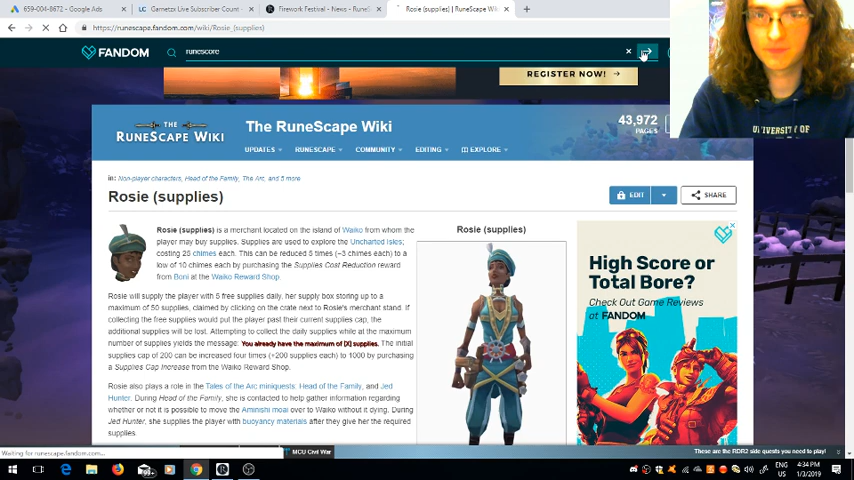 659-004-8672 - Google Ads
Gametzi Live Subscriber Count -
Firework Festival - News - RuneS
Rosie (supplies) | RuneScape Wiki
https://runescape.fandom.com/wiki/Rosie_(supplies)
FANDOM
runescore
REGISTER NOW!
THE RUNESCAPE WIKI
The RuneScape Wiki
43,972 PAGES
UPDATES RUNESCAPE COMMUNITY EDITING EXPLORE
UNIVERSITY OF
in: Non-player characters, Head of the Family, The Arc, and 5 more
Rosie (supplies)
EDIT
SHARE
Rosie (supplies) is a merchant located on the island of Waiko from whom the
player may buy supplies. Supplies are used to explore the Uncharted Isles;
costing 25 chimes each. This can be reduced 5 times (−3 chimes each) to a
low of 10 chimes each by purchasing the Supplies Cost Reduction reward
from Boni at the Waiko Reward Shop.
Rosie will supply the player with 5 free supplies daily, her supply box storing up to a
maximum of 50 supplies, claimed by clicking on the crate next to Rosie's merchant stand. If
collecting the free supplies would put the player past their current supplies cap, the
additional supplies will be lost. Attempting to collect the daily supplies while at the maximum
number of supplies yields the message: You already have the maximum of [X] supplies. The initial
supplies cap of 200 can be increased four times (+200 supplies each) to 1000 by purchasing
a Supplies Cap Increase from the Waiko Reward Shop.
Rosie also plays a role in the Tales of the Arc miniquests: Head of the Family, and Jed
Hunter. During Head of the Family, she is contacted to help gather information regarding
whether or not it is possible to move the Aminishi moai over to Waiko without it dying. During
Jed Hunter, she supplies the player with buoyancy materials after they give her the required
supplies.
Rosie (supplies)
High Score or
Total Bore?
Check Out Game Reviews
at FANDOM
Waiting for runescape.fandom.com...
MCU Civil War
These are the RDR2 side quests you need to play!
ENG
US
4:34 PM
1/3/2019